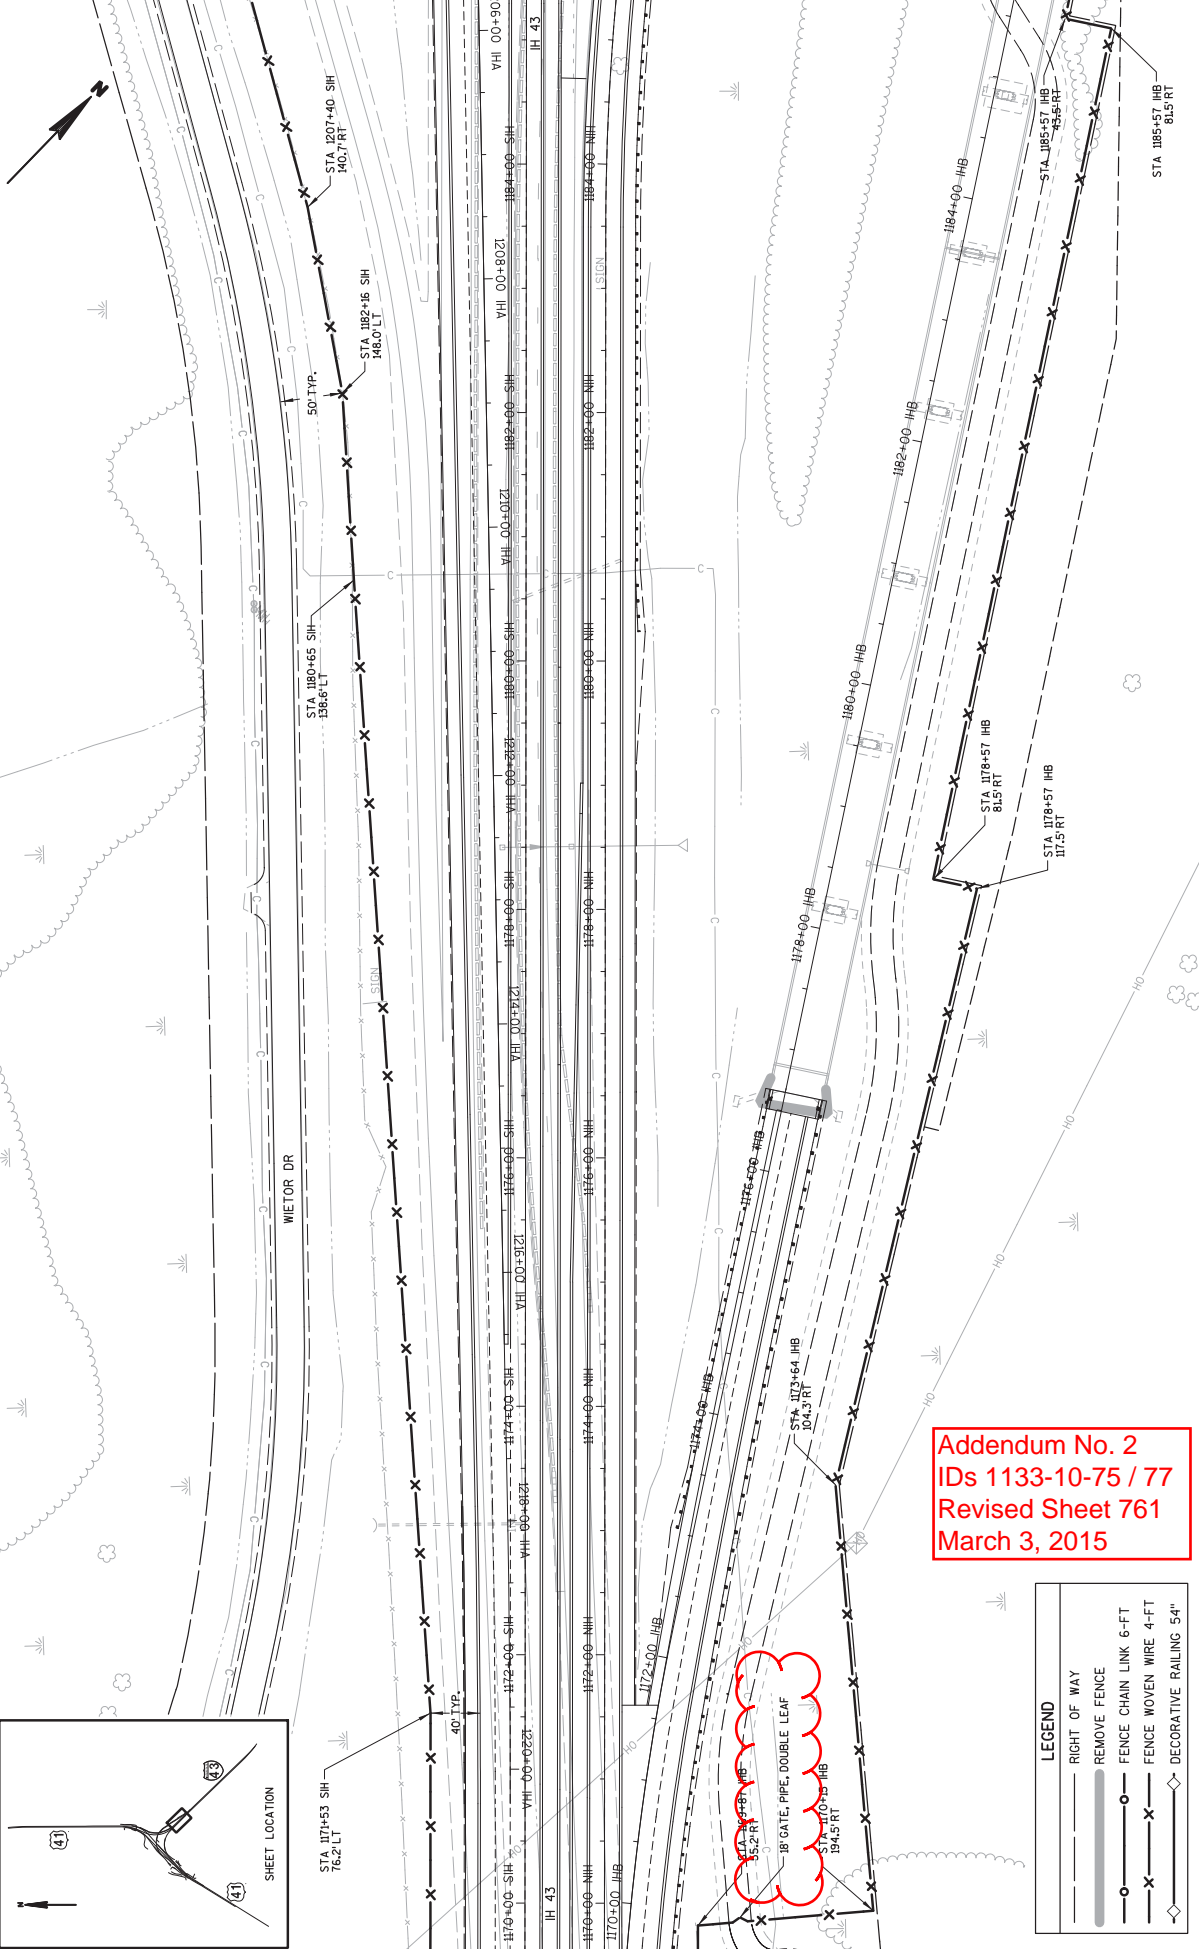 N
06+00 IHA
IH 43
STA 1207+40 SIH
140.7' RT
1184+00 SIH
1184+00 NIH
1184+00 IHB
STA 1185+57 IHB
43.5' RT
STA 1185+57 IHB
81.5' RT
1208+00 IHA
SIGN
STA 1182+16 SIH
148.0' LT
50' TYP.
1182+00 SIH
1182+00 NIH
1182+00 IHB
1210+00 IHA
STA 1180+65 SIH
138.6' LT
1180+00 SIH
1180+00 NIH
1180+00 IHB
1212+00 IHA
STA 1178+57 IHB
81.5' RT
STA 1178+57 IHB
117.5' RT
1178+00 SIH
1178+00 NIH
1178+00 IHB
SIGN
1214+00 IHA
WIETOR DR
1176+00 SIH
1176+00 NIH
1176+00 IHB
1216+00 IHA
1174+00 SIH
1174+00 NIH
1174+00 IHB
STA 1173+64 IHB
104.3' RT
1218+00 IHA
Addendum No. 2
IDs 1133-10-75 / 77
Revised Sheet 761
March 3, 2015
1172+00 SIH
1172+00 NIH
1172+00 IHB
40' TYP.
STA 1171+53 SIH
76.2' LT
1220+00 IHA
18' GATE, PIPE, DOUBLE LEAF
STA 1170+15 IHB
194.5' RT
55.2' RT
1170+00 SIH
IH 43
1170+00 NIH
1170+00 IHB
N
41
43
41
SHEET LOCATION
LEGEND
RIGHT OF WAY
REMOVE FENCE
FENCE CHAIN LINK 6-FT
FENCE WOVEN WIRE 4-FT
DECORATIVE RAILING 54"